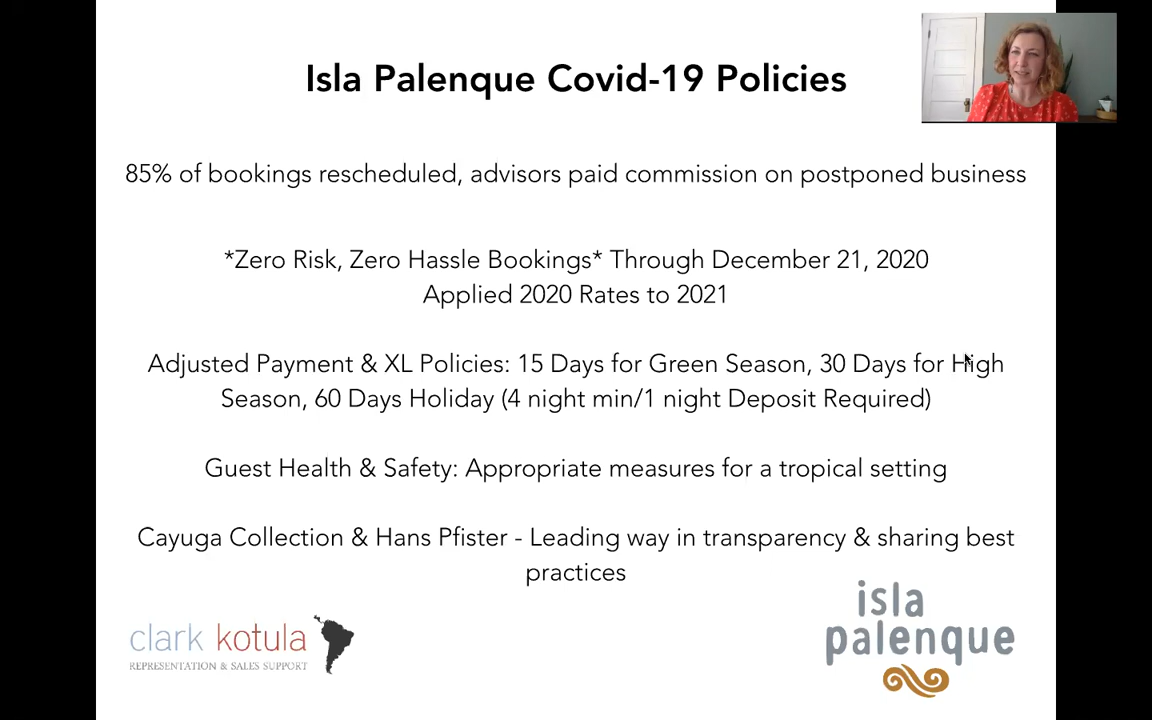 Isla Palenque Covid-19 Policies
85% of bookings rescheduled, advisors paid commission on postponed business
*Zero Risk, Zero Hassle Bookings* Through December 21, 2020
Applied 2020 Rates to 2021
Adjusted Payment & XL Policies: 15 Days for Green Season, 30 Days for High
Season, 60 Days Holiday (4 night min/1 night Deposit Required)
Guest Health & Safety: Appropriate measures for a tropical setting
Cayuga Collection & Hans Pfister - Leading way in transparency & sharing best
practices
clark kotula
REPRESENTATION & SALES SUPPORT
isla
palenque